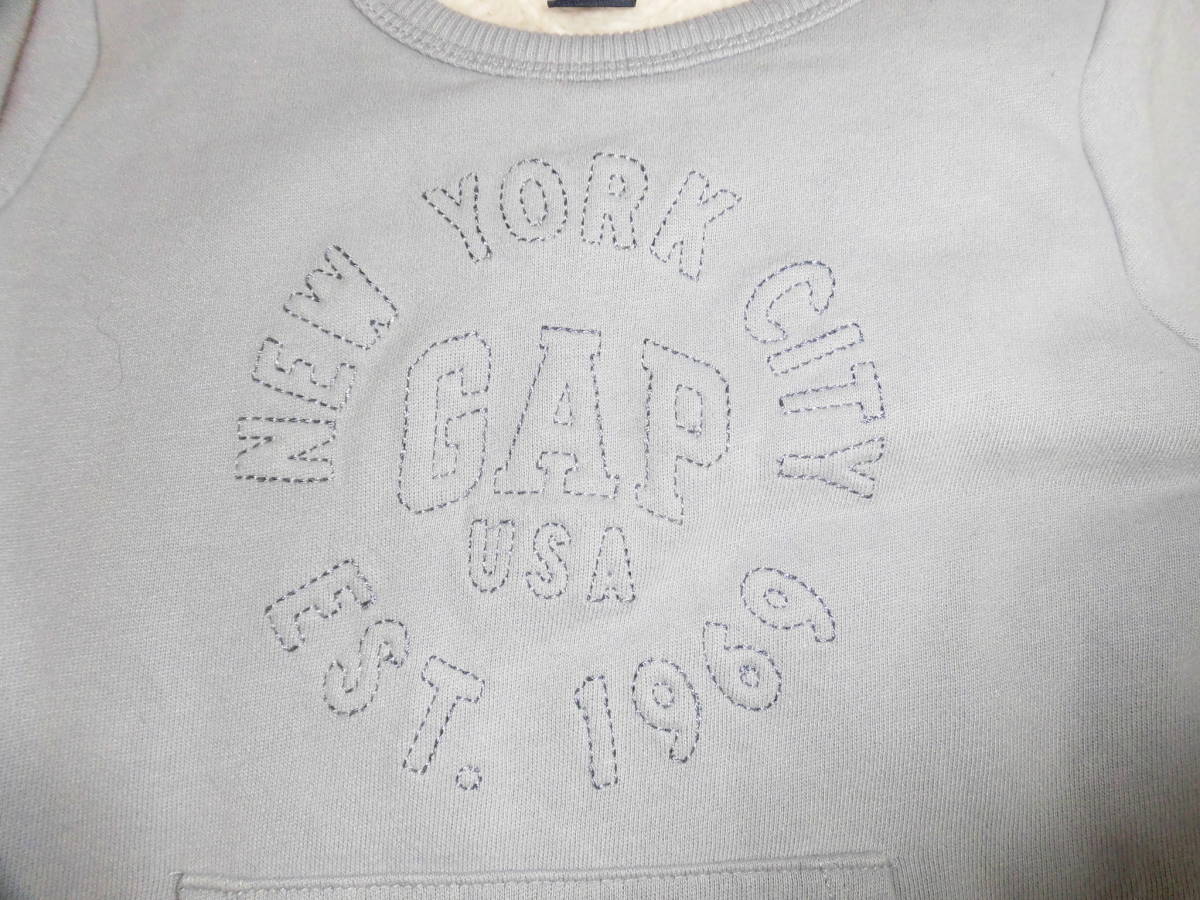 NEW YORK CITY
GAP
USA
EST. 1969